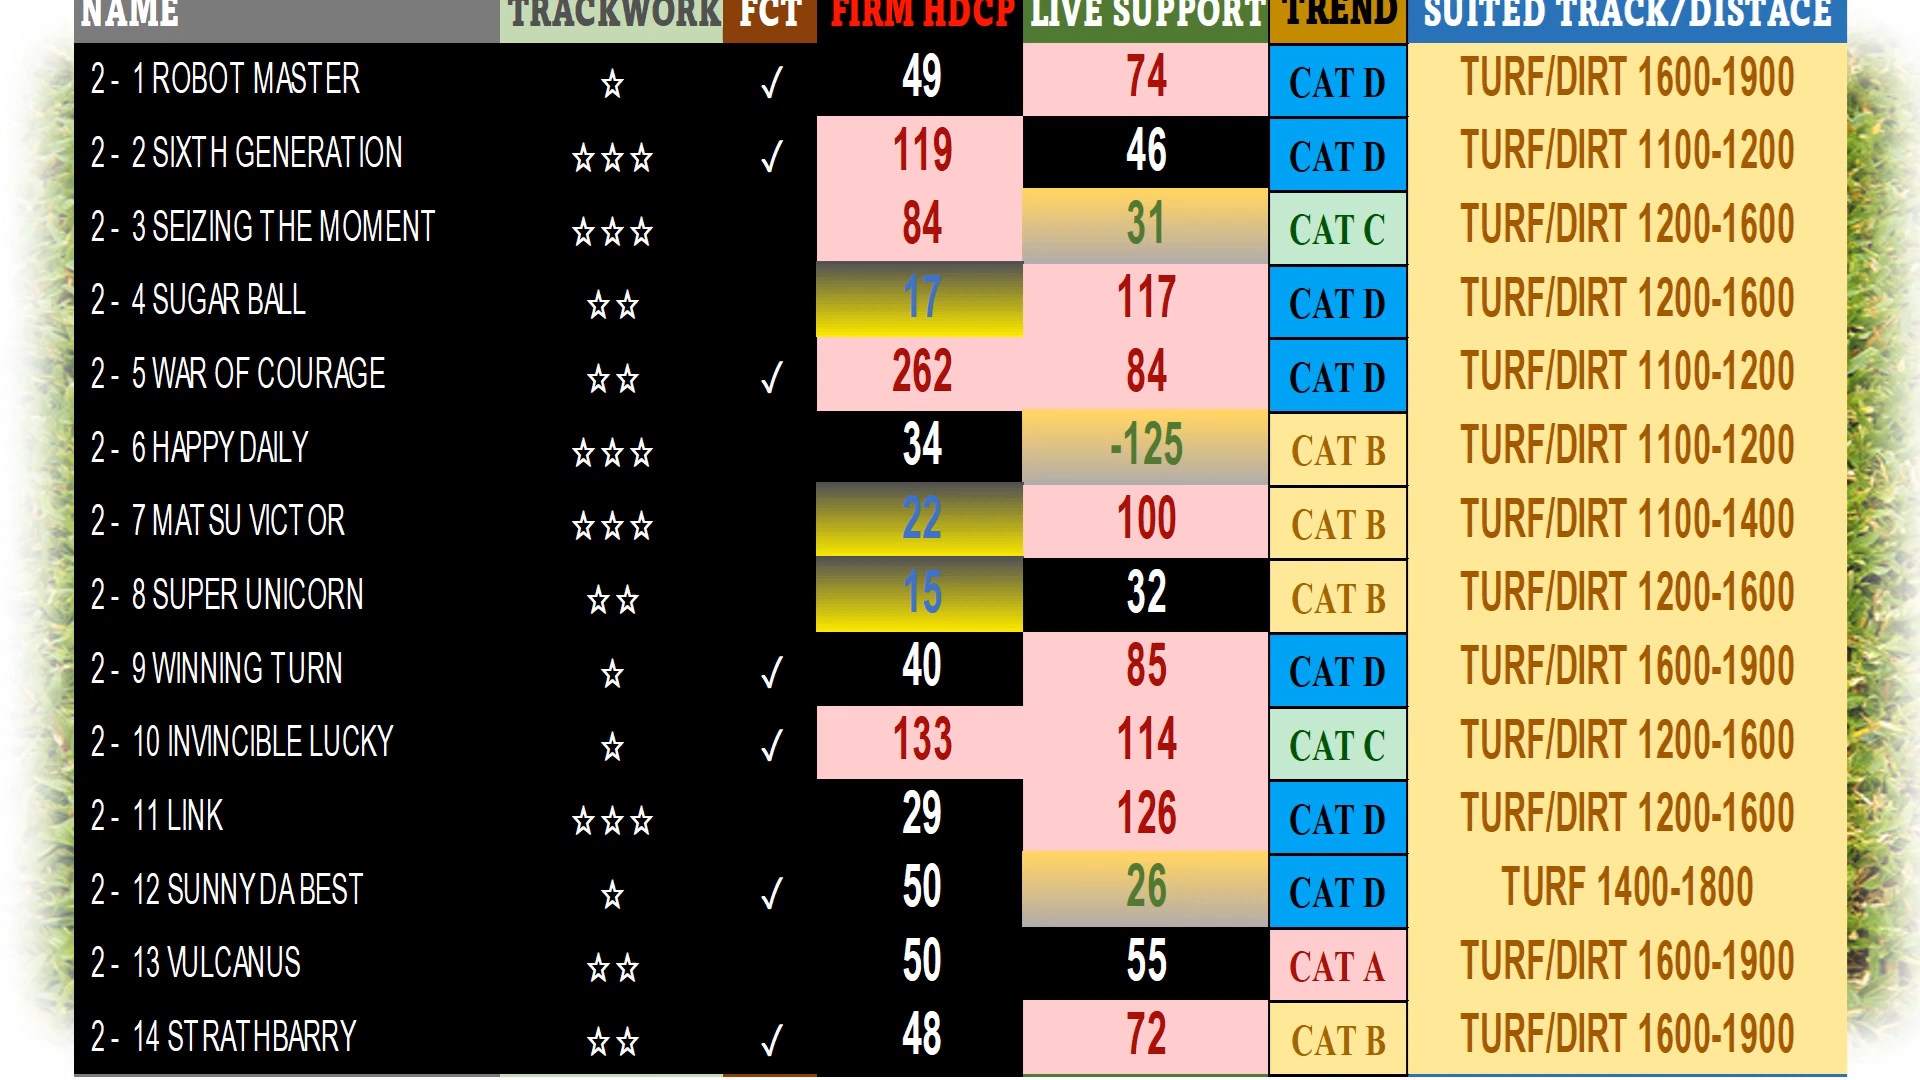 NAME TRACKWORK FCT FIRM HDCP LIVE SUPPORT TREND SUITED TRACK/DISTACE
2 - 1 ROBOT MASTER ☆ √ 49 74 CAT D TURF/DIRT 1600-1900
2 - 2 SIXTH GENERATION ☆☆☆ √ 119 46 CAT D TURF/DIRT 1100-1200
2 - 3 SEIZING THE MOMENT ☆☆☆ 84 31 CAT C TURF/DIRT 1200-1600
2 - 4 SUGAR BALL ☆☆ 17 117 CAT D TURF/DIRT 1200-1600
2 - 5 WAR OF COURAGE ☆☆ √ 262 84 CAT D TURF/DIRT 1100-1200
2 - 6 HAPPY DAILY ☆☆☆ 34 -125 CAT B TURF/DIRT 1100-1200
2 - 7 MATSU VICTOR ☆☆☆ 22 100 CAT B TURF/DIRT 1100-1400
2 - 8 SUPER UNICORN ☆☆ 15 32 CAT B TURF/DIRT 1200-1600
2 - 9 WINNING TURN ☆ √ 40 85 CAT D TURF/DIRT 1600-1900
2 - 10 INVINCIBLE LUCKY ☆ √ 133 114 CAT C TURF/DIRT 1200-1600
2 - 11 LINK ☆☆☆ 29 126 CAT D TURF/DIRT 1200-1600
2 - 12 SUNNY DA BEST ☆ √ 50 26 CAT D TURF 1400-1800
2 - 13 VULCANUS ☆☆ 50 55 CAT A TURF/DIRT 1600-1900
2 - 14 STRATHBARRY ☆☆ √ 48 72 CAT B TURF/DIRT 1600-1900